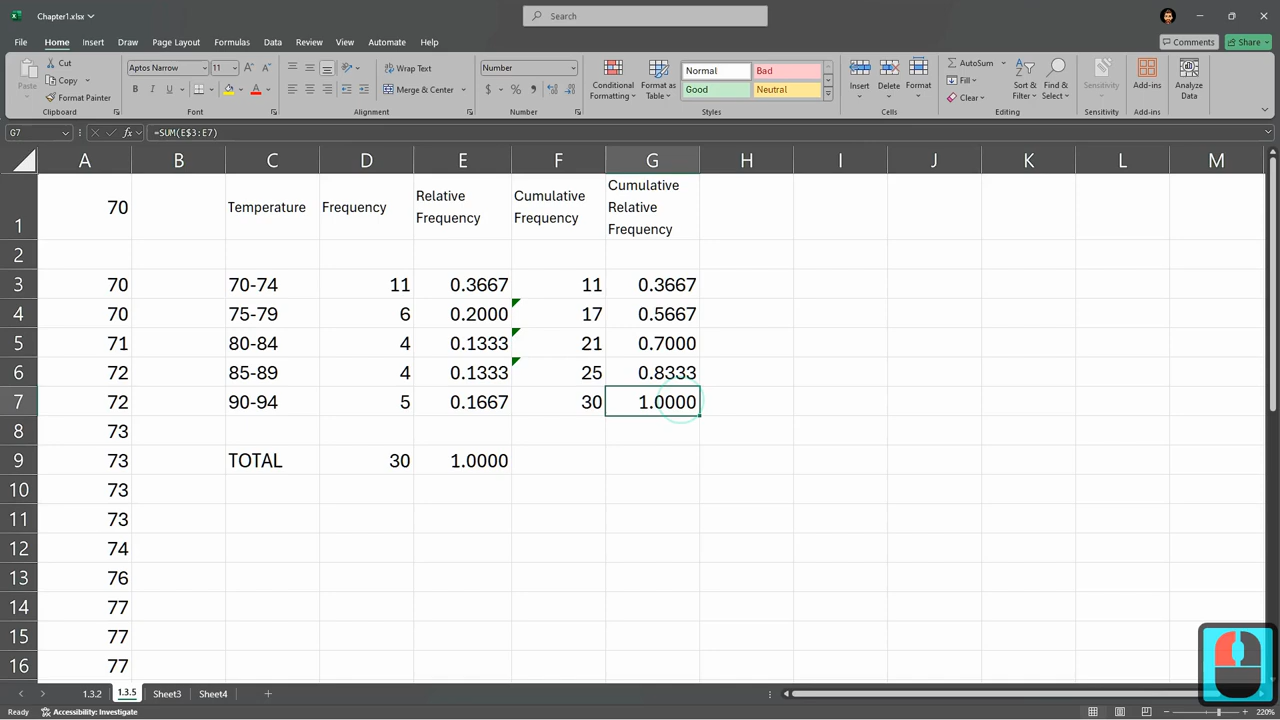 Chapter1.xlsx
Search
File Home Insert Draw Page Layout Formulas Data Review View Automate Help
Comments Share
Paste
Cut
Copy
Format Painter
Clipboard
Aptos Narrow 11
B I U
Font
Wrap Text
Merge & Center
Alignment
Number
$ % ,
Number
Conditional Formatting
Format as Table
Normal Bad
Good Neutral
Styles
Insert Delete Format
Cells
AutoSum
Fill
Clear
Sort & Filter
Find & Select
Editing
Sensitivity
Sensitivity
Add-ins
Add-ins
Analyze Data
G7 fx =SUM(E$3:E7)
A B C D E F G H I J K L M
1 70 Temperature Frequency Relative Frequency Cumulative Frequency Cumulative Relative Frequency
2
3 70 70-74 11 0.3667 11 0.3667
4 70 75-79 6 0.2000 17 0.5667
5 71 80-84 4 0.1333 21 0.7000
6 72 85-89 4 0.1333 25 0.8333
7 72 90-94 5 0.1667 30 1.0000
8 73
9 73 TOTAL 30 1.0000
10 73
11 73
12 74
13 76
14 77
15 77
16 77
1.3.2 1.3.5 Sheet3 Sheet4
Ready Accessibility: Investigate 220%